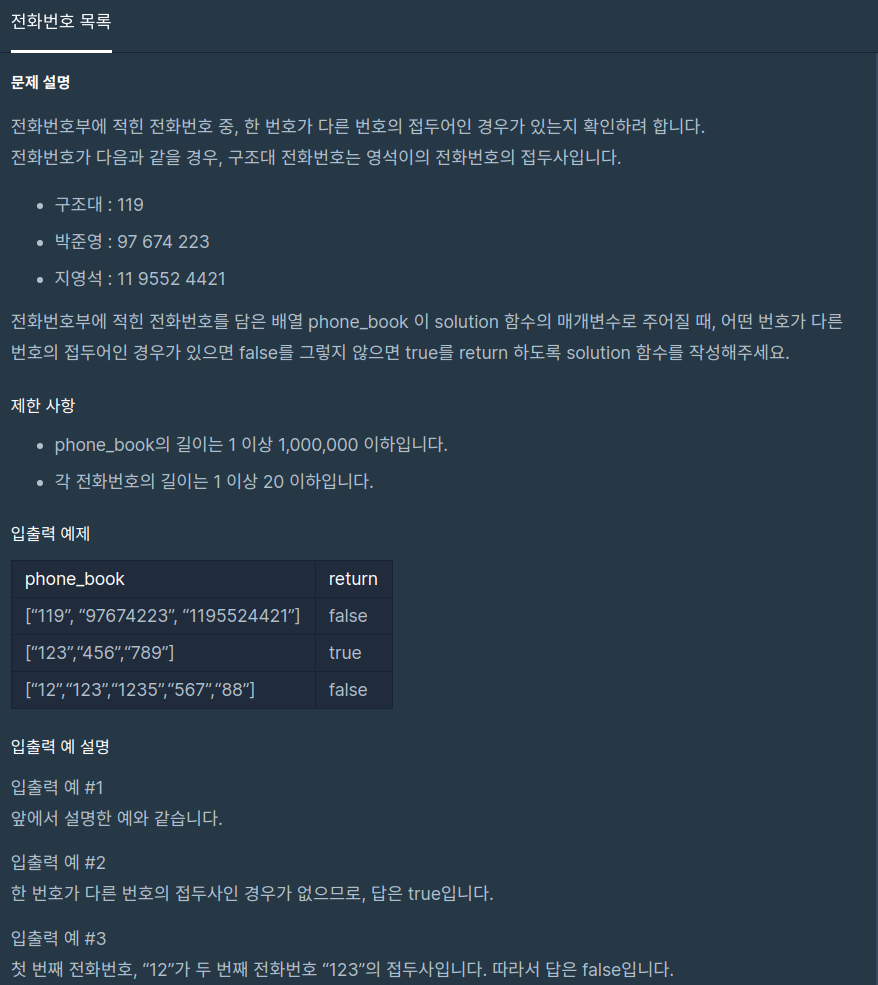 전화번호 목록
문제 설명
전화번호부에 적힌 전화번호 중, 한 번호가 다른 번호의 접두어인 경우가 있는지 확인하려 합니다.
전화번호가 다음과 같을 경우, 구조대 전화번호는 영석이의 전화번호의 접두사입니다.
• 구조대 : 119
• 박준영 : 97 674 223
• 지영석 : 11 9552 4421
전화번호부에 적힌 전화번호를 담은 배열 phone_book 이 solution 함수의 매개변수로 주어질 때, 어떤 번호가 다른
번호의 접두어인 경우가 있으면 false를 그렇지 않으면 true를 return 하도록 solution 함수를 작성해주세요.
제한 사항
• phone_book의 길이는 1 이상 1,000,000 이하입니다.
• 각 전화번호의 길이는 1 이상 20 이하입니다.
입출력 예제
phone_book return
[“119”, “97674223”, “1195524421”] false
[“123”,“456”,“789”] true
[“12”,“123”,“1235”,“567”,“88”] false
입출력 예 설명
입출력 예 #1
앞에서 설명한 예와 같습니다.
입출력 예 #2
한 번호가 다른 번호의 접두사인 경우가 없으므로, 답은 true입니다.
입출력 예 #3
첫 번째 전화번호, “12”가 두 번째 전화번호 “123”의 접두사입니다. 따라서 답은 false입니다.